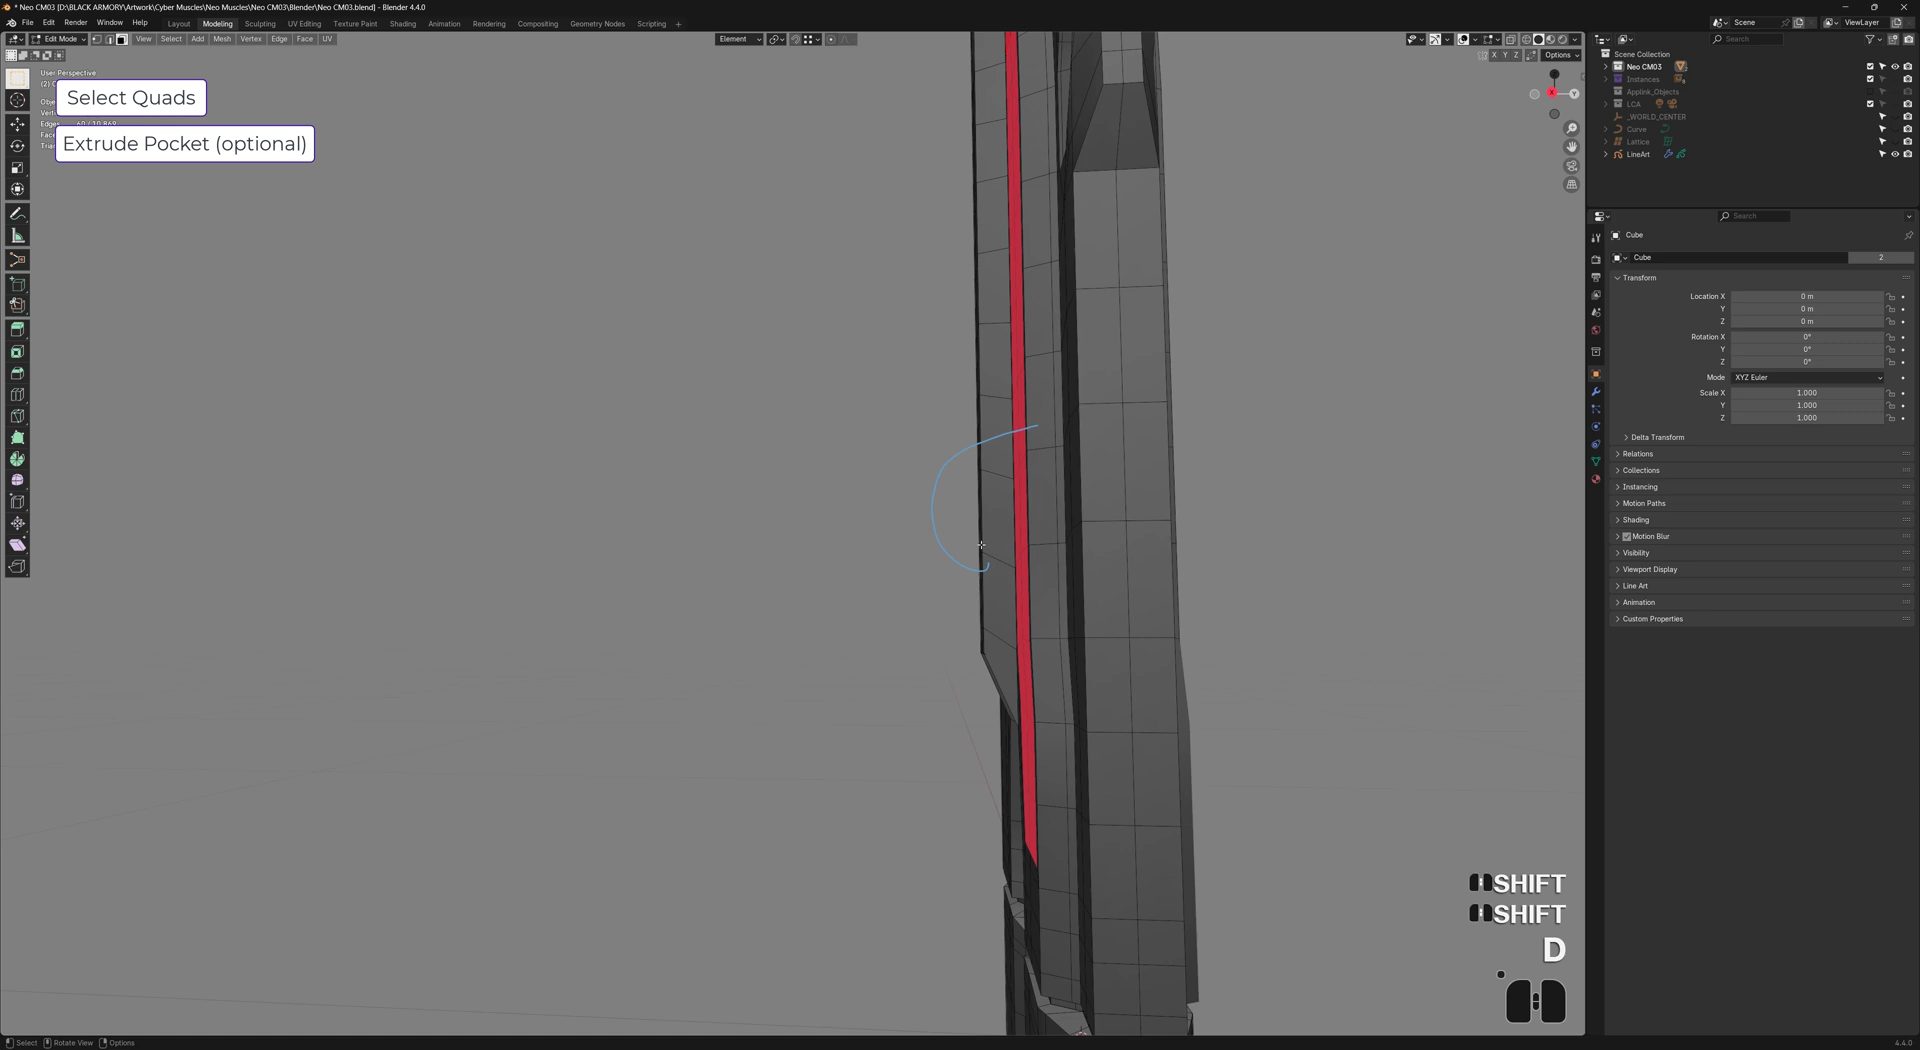 * Neo CM03 [D:\BLACK ARMORY\Artwork\Cyber Muscles\Neo Muscles\Neo CM03\Blender\Neo CM03.blend] - Blender 4.4.0
File Edit Render Window Help
Layout Modeling Sculpting UV Editing Texture Paint Shading Animation Rendering Compositing Geometry Nodes Scripting +
Scene
ViewLayer
Edit Mode
View Select Add Mesh Vertex Edge Face UV
Element
X Y Z
Options
User Perspective
Select Quads
Extrude Pocket (optional)
X
Y
SHIFT
SHIFT
D
Search
Scene Collection
Neo CM03
Instances
Applink_Objects
LCA
_WORLD_CENTER
Curve
Lattice
LineArt
Search
Cube
Cube 2
Transform
Location X 0 m
Y 0 m
Z 0 m
Rotation X 0°
Y 0°
Z 0°
Mode XYZ Euler
Scale X 1.000
Y 1.000
Z 1.000
Delta Transform
Relations
Collections
Instancing
Motion Paths
Shading
Motion Blur
Visibility
Viewport Display
Line Art
Animation
Custom Properties
Select Rotate View Options
4.4.0